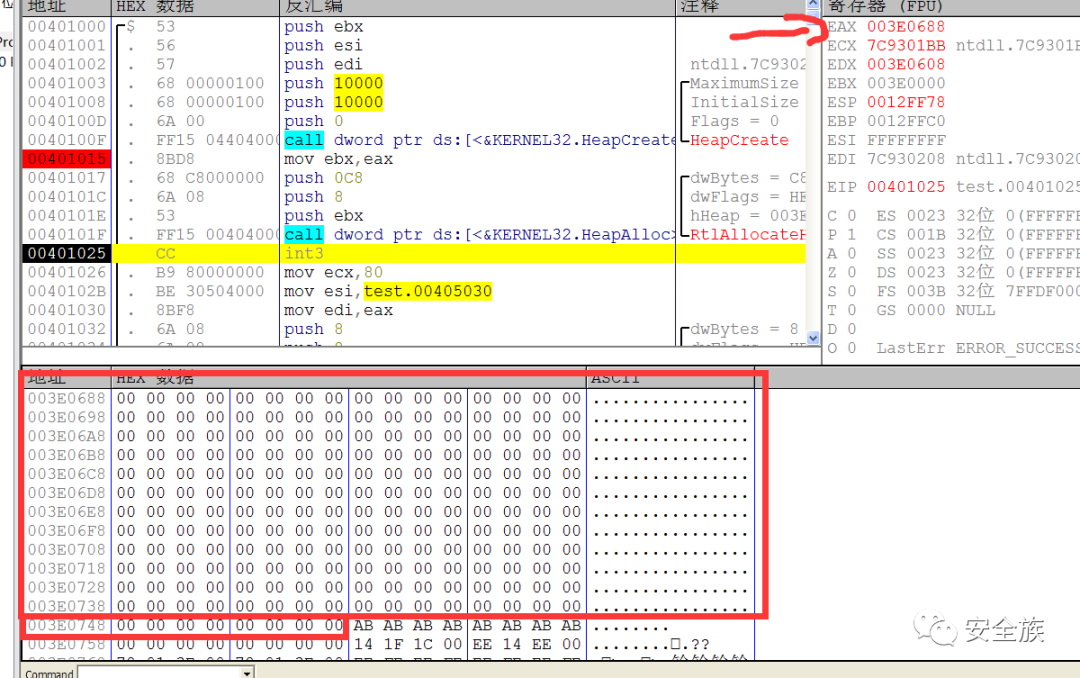 地址 HEX 数据 反汇编 注释 寄存器 (FPU)
00401000 $ 53 push ebx EAX 003E0688
00401001 . 56 push esi ECX 7C9301BB ntdll.7C9301B
00401002 . 57 push edi ntdll.7C9302 EDX 003E0608
00401003 . 68 00000100 push 10000 MaximumSize EBX 003E0000
00401008 . 68 00000100 push 10000 InitialSize ESP 0012FF78
0040100D . 6A 00 push 0 Flags = 0 EBP 0012FFC0
0040100F . FF15 04404000 call dword ptr ds:[<&KERNEL32.HeapCreate HeapCreate ESI FFFFFFFF
00401015 . 8BD8 mov ebx,eax EDI 7C930208 ntdll.7C93020
00401017 . 68 C8000000 push 0C8 dwBytes = C8
0040101C . 6A 08 push 8 dwFlags = HE EIP 00401025 test.00401025
0040101E . 53 push ebx hHeap = 003E
C 0 ES 0023 32位 0(FFFFFF
0040101F . FF15 00404000 call dword ptr ds:[<&KERNEL32.HeapAlloc> RtlAllocateH P 1 CS 001B 32位 0(FFFFFF
00401025 CC int3 A 0 SS 0023 32位 0(FFFFFF
00401026 . B9 80000000 mov ecx,80 Z 0 DS 0023 32位 0(FFFFFF
0040102B . BE 30504000 mov esi,test.00405030 S 0 FS 003B 32位 7FFDF000
00401030 . 8BF8 mov edi,eax T 0 GS 0000 NULL
00401032 . 6A 08 push 8 dwBytes = 8 D 0
O 0 LastErr ERROR_SUCCESS
地址 HEX 数据 ASCII
003E0688 00 00 00 00 00 00 00 00 00 00 00 00 00 00 00 00 ................
003E0698 00 00 00 00 00 00 00 00 00 00 00 00 00 00 00 00 ................
003E06A8 00 00 00 00 00 00 00 00 00 00 00 00 00 00 00 00 ................
003E06B8 00 00 00 00 00 00 00 00 00 00 00 00 00 00 00 00 ................
003E06C8 00 00 00 00 00 00 00 00 00 00 00 00 00 00 00 00 ................
003E06D8 00 00 00 00 00 00 00 00 00 00 00 00 00 00 00 00 ................
003E06E8 00 00 00 00 00 00 00 00 00 00 00 00 00 00 00 00 ................
003E06F8 00 00 00 00 00 00 00 00 00 00 00 00 00 00 00 00 ................
003E0708 00 00 00 00 00 00 00 00 00 00 00 00 00 00 00 00 ................
003E0718 00 00 00 00 00 00 00 00 00 00 00 00 00 00 00 00 ................
003E0728 00 00 00 00 00 00 00 00 00 00 00 00 00 00 00 00 ................
003E0738 00 00 00 00 00 00 00 00 00 00 00 00 00 00 00 00 ................
003E0748 00 00 00 00 00 00 00 00 AB AB AB AB AB AB AB AB ........
003E0758 00 00 00 00 00 00 00 00 14 1F 1C 00 EE 14 EE 00 ........ .??
安全族
Command